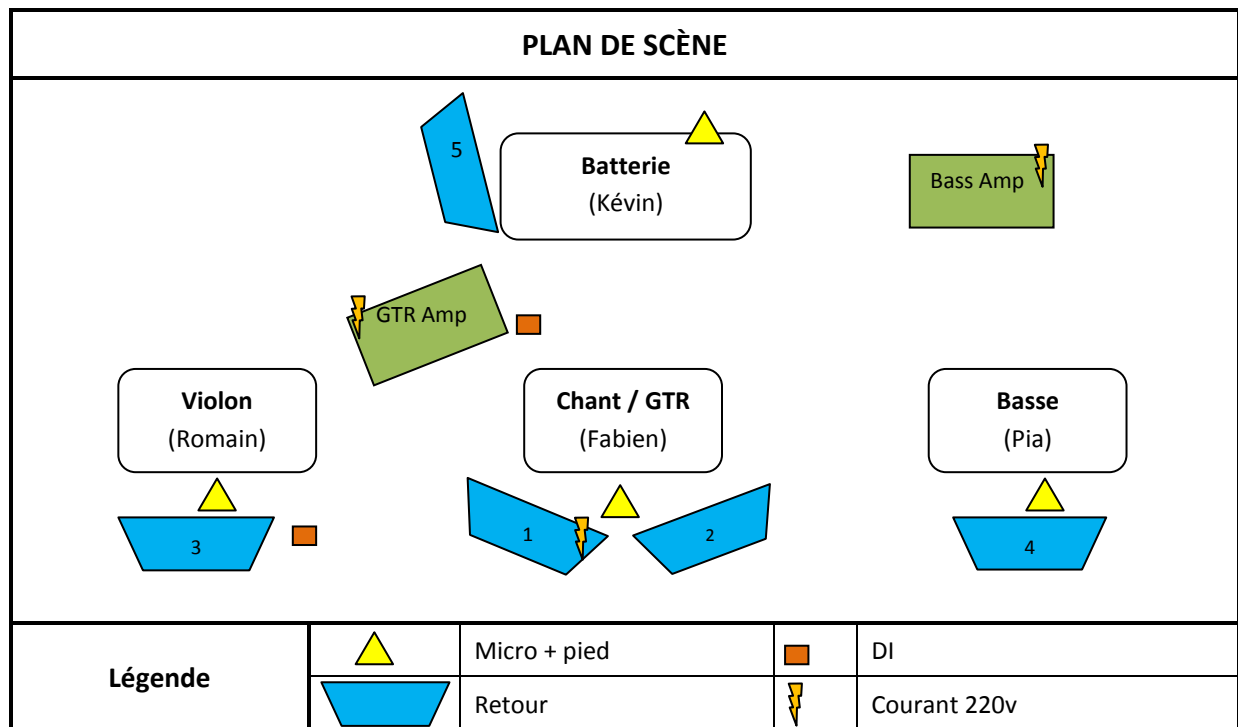 PLAN DE SCÈNE
5
Batterie
(Kévin)
Bass Amp
GTR Amp
Violon
(Romain)
Chant / GTR
(Fabien)
Basse
(Pia)
3
1
2
4
Légende
Micro + pied
DI
Retour
Courant 220v